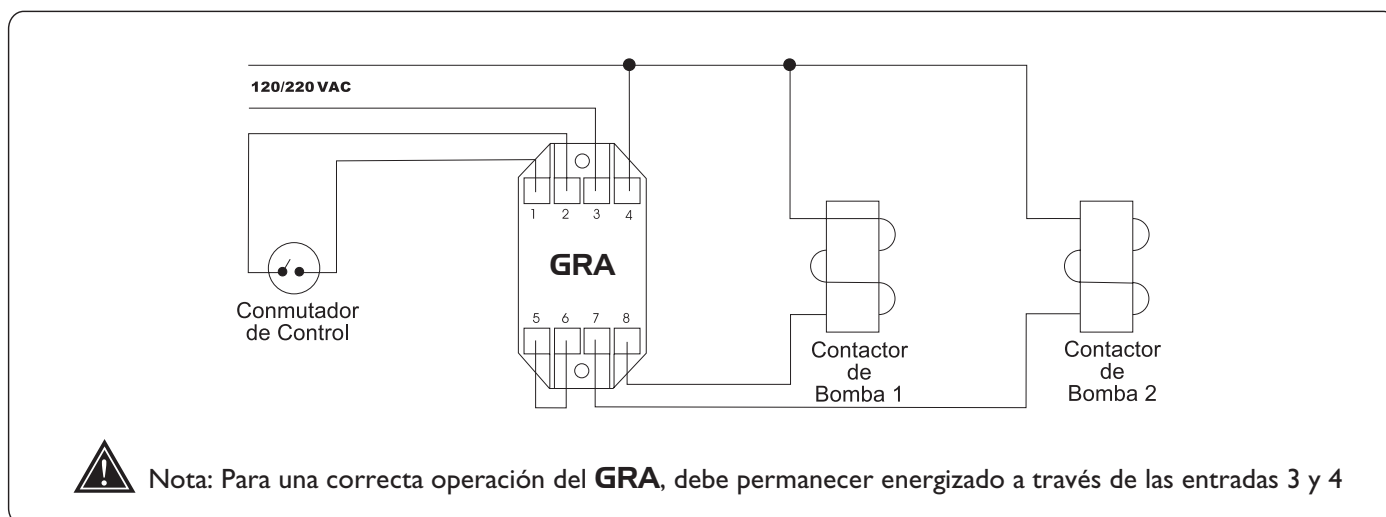 120/220 VAC
1 2 3 4
GRA
Conmutador
de Control
5 6 7 8
Contactor
de
Bomba 1
Contactor
de
Bomba 2
Nota: Para una correcta operación del GRA, debe permanecer energizado a través de las entradas 3 y 4